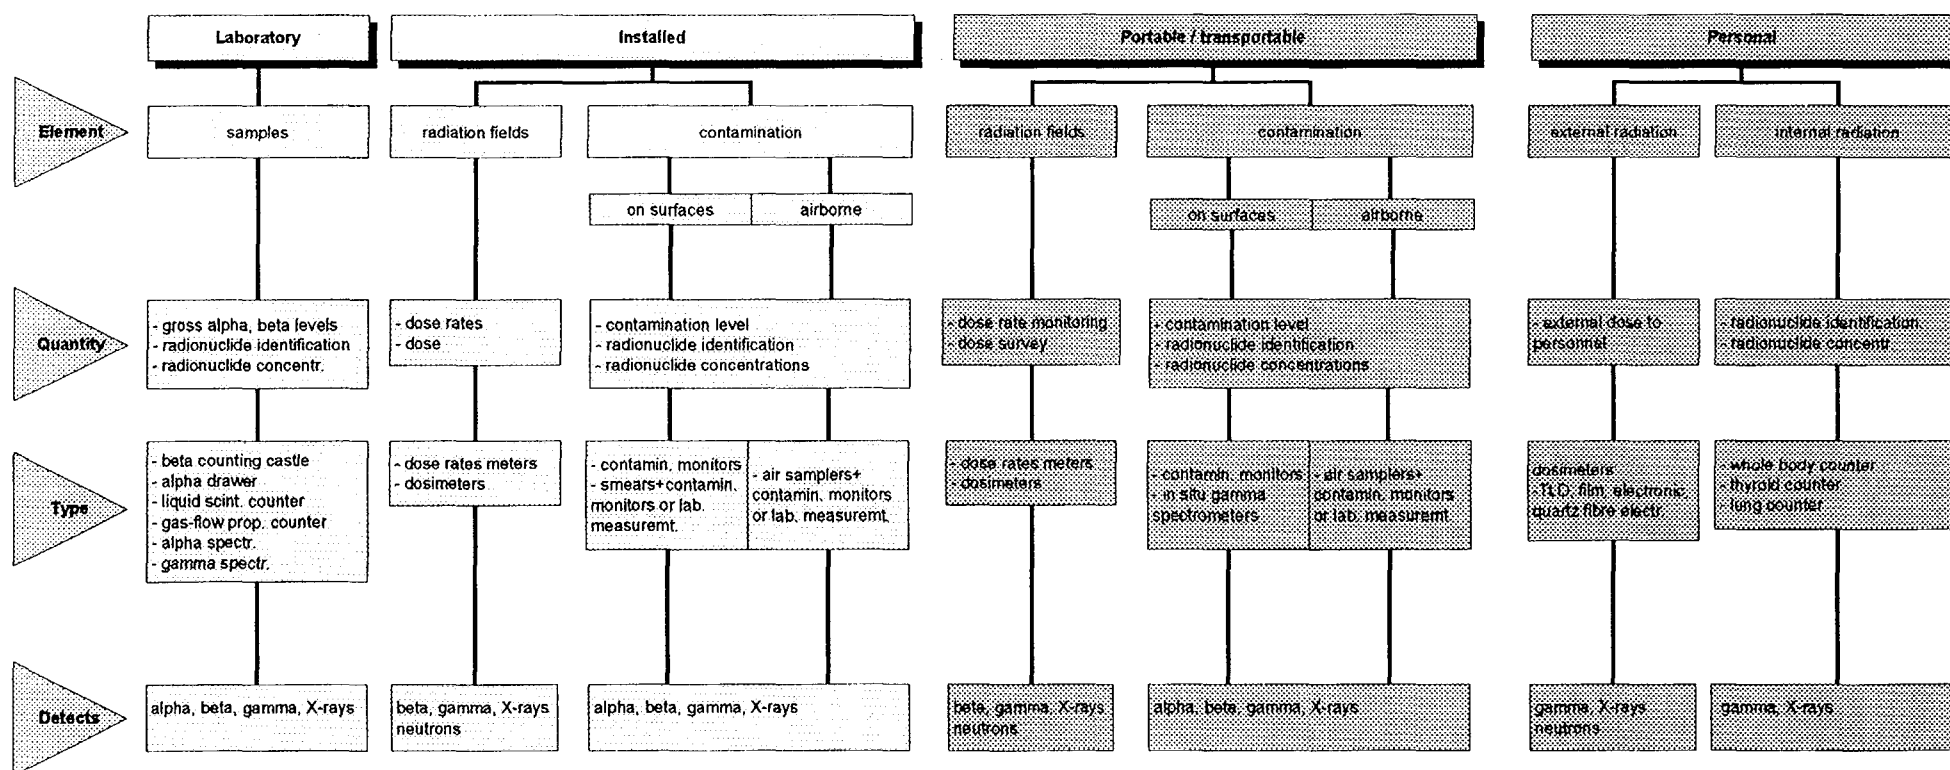 Laboratory
Installed
Portable / transportable
Personal
Element
samples
radiation fields
contamination
radiation fields
contamination
external radiation
internal radiation
on surfaces
airborne
on surfaces
airborne
Quantity
- gross alpha, beta levels
- radionuclide identification
- radionuclide concentr.
- dose rates
- dose
- contamination level
- radionuclide identification
- radionuclide concentrations
- dose rate monitoring
- dose survey
- contamination level
- radionuclide identification
- radionuclide concentrations
- external dose to
personnel
- radionuclide identification.
- radionuclide concentr.
Type
- beta counting castle
- alpha drawer
- liquid scint. counter
- gas-flow prop. counter
- alpha spectr.
- gamma spectr.
- dose rates meters
- dosimeters
- contamin. monitors
- smears+contamin.
monitors or lab.
measuremt.
- air samplers+
contamin. monitors
or lab. measuremt.
- dose rates meters
- dosimeters
- contamin. monitors
- in situ gamma
spectrometers
- air samplers+
contamin. monitors
or lab. measuremt.
dosimeters
-TLD, film, electronic,
quartz fibre electr.
- whole body counter
- thyroid counter
- lung counter
Detects
alpha, beta, gamma, X-rays
beta, gamma, X-rays
neutrons
alpha, beta, gamma, X-rays
beta, gamma, X-rays
neutrons
alpha, beta, gamma, X-rays
gamma, X-rays
neutrons
gamma, X-rays